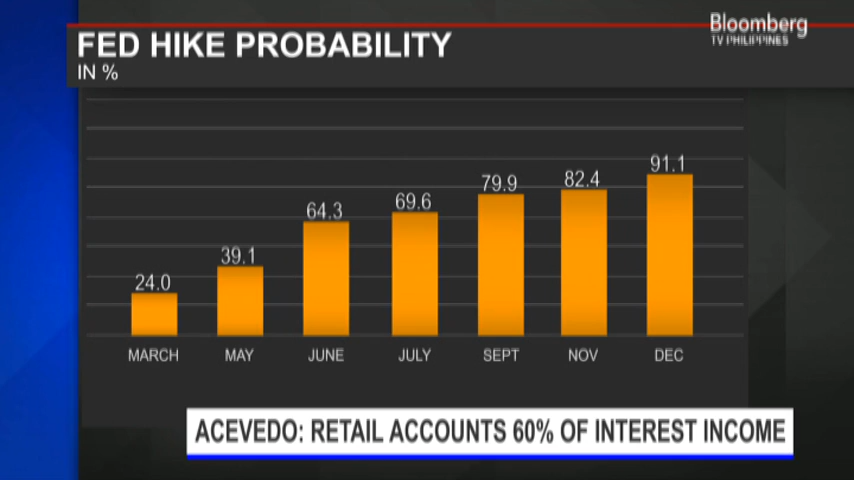 Bloomberg
TV PHILIPPINES
FED HIKE PROBABILITY
IN %
24.0
39.1
64.3
69.6
79.9
82.4
91.1
MARCH MAY JUNE JULY SEPT NOV DEC
ACEVEDO: RETAIL ACCOUNTS 60% OF INTEREST INCOME